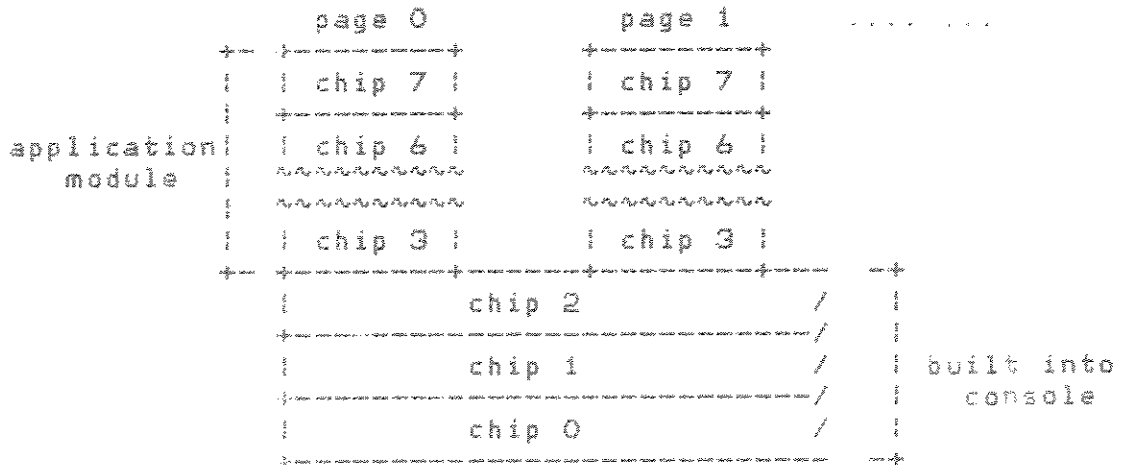 page 0 page 1 .... ...
chip 7 chip 7
application chip 6 chip 6
module
chip 3 chip 3
chip 2
chip 1 built into
console
chip 0